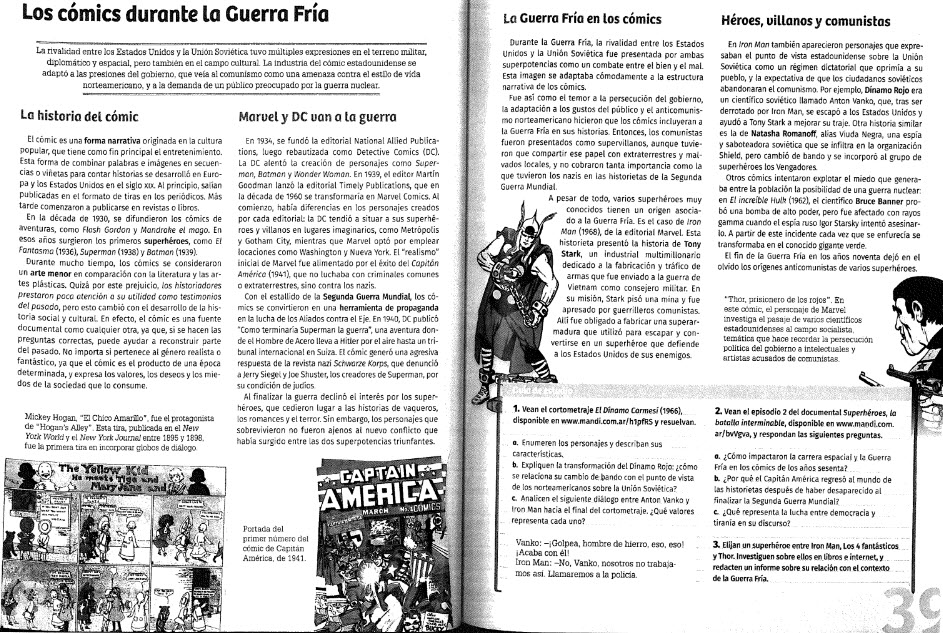 Los cómics durante la Guerra Fría
La rivalidad entre los Estados Unidos y la Unión Soviética tuvo múltiples expresiones en el terreno militar,
diplomático y espacial, pero también en el campo cultural. La industria del cómic estadounidense se
adaptó a las presiones del gobierno, que veía al comunismo como una amenaza contra el estilo de vida
norteamericano, y a la demanda de un público preocupado por la guerra nuclear.
La historia del cómic
El cómic es una forma narrativa originada en la cultura
popular, que tiene como fin principal el entretenimiento.
Esta forma de combinar palabras e imágenes en secuen-
cias o viñetas para contar historias se desarrolló en Euro-
pa y los Estados Unidos en el siglo XIX. Al principio, salían
publicadas en el formato de tiras en los periódicos. Más
tarde comenzaron a publicarse en revistas o libros.
En la década de 1930, se difundieron los cómics de
aventuras, como Flash Gordon y Mandrake el mago. En
esos años surgieron los primeros superhéroes, como El
Fantasma (1936), Superman (1938) y Batman (1939).
Durante mucho tiempo, los cómics se consideraron
un arte menor en comparación con la literatura y las ar-
tes plásticas. Quizá por este prejuicio, los historiadores
prestaron poca atención a su utilidad como testimonios
del pasado, pero esto cambió con el desarrollo de la his-
toria social y cultural. En efecto, el cómic es una fuente
documental como cualquier otra, ya que, si se hacen las
preguntas correctas, puede ayudar a reconstruir parte
del pasado. No importa si pertenece al género realista o
fantástico, ya que el cómic es producto de una época
determinada, y expresa los valores, los deseos y los mie-
dos de la sociedad que lo consume.
Mickey Hogan, "El Chico Amarillo", fue el protagonista
de "Hogan's Alley". Esta tira, publicada en el New
York World y el New York Journal entre 1895 y 1898,
fue la primera tira en incorporar globos de diálogo.
The Yellow Kid
He meets Tige and
Mary Jane and
Marvel y DC van a la guerra
En 1934, se fundó la editorial National Allied Publica-
tions, luego rebautizada como Detective Comics (DC).
La DC alentó la creación de personajes como Super-
man, Batman y Wonder Woman. En 1939, el editor Martin
Goodman lanzó la editorial Timely Publications, que en
la década de 1960 se transformaría en Marvel Comics. Al
comienzo, había diferencias en los personajes creados
por cada editorial: la DC tendió a situar a sus superhé-
roes y villanos en lugares imaginarios, como Metrópolis
y Gotham City, mientras que Marvel optó por emplear
locaciones como Washington y Nueva York. El "realismo"
inicial de Marvel fue alimentado por el éxito del Capitán
América (1941), que no luchaba con criminales comunes
o extraterrestres, sino contra los nazis.
Con el estallido de la Segunda Guerra Mundial, los có-
mics se convirtieron en una herramienta de propaganda
en la lucha de los Aliados contra el Eje. En 1940, DC publicó
"Como terminaría Superman la guerra", una aventura don-
de el Hombre de Acero lleva a Hitler por el aire hasta un tri-
bunal internacional en Suiza. El cómic generó una agresiva
respuesta de la revista nazi Schwarze Korps, que denunció
a Jerry Siegel y Joe Shuster, los creadores de Superman, por
su condición de judíos.
Al finalizar la guerra declinó el interés por los super-
héroes, que cedieron lugar a las historias de vaqueros,
los romances y el terror. Sin embargo, los personajes que
sobrevivieron no fueron ajenos al nuevo conflicto que
había surgido entre las dos superpotencias triunfantes.
Portada del
primer número del
cómic de Capitán
América, de 1941.
CAPTAIN
AMERICA
MARCH
COMICS
BUCKY
La Guerra Fría en los cómics
Durante la Guerra Fría, la rivalidad entre los Estados
Unidos y la Unión Soviética fue presentada por ambas
superpotencias como un combate entre el bien y el mal.
Esta imagen se adaptaba cómodamente a la estructura
narrativa de los cómics.
Fue así como el temor a la persecución del gobierno,
la adaptación a los gustos del público y el anticomunis-
mo norteamericano hicieron que los cómics incluyeran a
la Guerra Fría en sus historias. Entonces, los comunistas
fueron presentados como supervillanos, aunque tuvie-
ron que compartir ese papel con extraterrestres y mal-
vados locales, y no cobraron tanta importancia como la
que tuvieron los nazis en las historietas de la Segunda
Guerra Mundial.
A pesar de todo, varios superhéroes muy
conocidos tienen un origen asocia-
do a la Guerra Fría. Es el caso de Iron
Man (1968), de la editorial Marvel. Esta
historieta presentó la historia de Tony
Stark, un industrial multimillonario
dedicado a la fabricación y tráfico de
armas que fue enviado a la guerra de
Vietnam como consejero militar. En
su misión, Stark pisó una mina y fue
apresado por guerrilleros comunistas.
Allí fue obligado a fabricar una superar-
madura que utilizó para escapar y con-
vertirse en un superhéroe que defiende
a los Estados Unidos de sus enemigos.
Héroes, villanos y comunistas
En Iron Man también aparecieron personajes que expre-
saban el punto de vista estadounidense sobre la Unión
Soviética como un régimen dictatorial que oprimía a su
pueblo, y la expectativa de que los ciudadanos soviéticos
abandonaran el comunismo. Por ejemplo, Dínamo Rojo era
un científico soviético llamado Anton Vanko, que, tras ser
derrotado por Iron Man, se escapó a los Estados Unidos y
ayudó a Tony Stark a mejorar su traje. Otra historia similar
es la de Natasha Romanoff, alias Viuda Negra, una espía
y saboteadora soviética que se infiltra en la organización
Shield, pero cambió de bando y se incorporó al grupo de
superhéroes los Vengadores.
Otros cómics intentaron explotar el miedo que genera-
ba entre la población la posibilidad de una guerra nuclear:
en El increíble Hulk (1962), el científico Bruce Banner pro-
bó una bomba de alto poder, pero fue afectado con rayos
gamma cuando el espía ruso Igor Starsky intentó asesinar-
lo. A partir de este incidente cada vez que se enfurecía se
transformaba en el conocido gigante verde.
El fin de la Guerra Fría en los años noventa dejó en el
olvido los orígenes anticomunistas de varios superhéroes.
"Thor, prisionero de los rojos". En
este cómic, el personaje de Marvel
investiga el pasaje de varios científicos
estadounidenses al campo socialista,
temática que hace recordar la persecución
política del gobierno a intelectuales y
artistas acusados de comunistas.
1. Vean el cortometraje El Dínamo Carmesí (1966),
disponible en www.mandi.com.ar/h1pfRS y resuelvan.
a. Enumeren los personajes y describan sus
características.
b. Expliquen la transformación del Dínamo Rojo: ¿cómo
se relaciona su cambio de bando con el punto de vista
de los norteamericanos sobre la Unión Soviética?
c. Analicen el siguiente diálogo entre Anton Vanko y
Iron Man hacia el final del cortometraje. ¿Qué valores
representa cada uno?
Vanko: –¡Golpea, hombre de hierro, eso, eso!
¡Acaba con él!
Iron Man: –No, Vanko, nosotros no trabaja-
mos así. Llamaremos a la policía.
2. Vean el episodio 2 del documental Superhéroes, la
batalla interminable, disponible en www.mandi.com.
ar/bvVgva, y respondan las siguientes preguntas.
a. ¿Cómo impactaron la carrera espacial y la Guerra
Fría en los cómics de los años sesenta?
b. ¿Por qué el Capitán América regresó al mundo de
las historietas después de haber desaparecido al
finalizar la Segunda Guerra Mundial?
c. ¿Qué representa la lucha entre democracia y
tiranía en su discurso?
3. Elijan un superhéroe entre Iron Man, Los 4 fantásticos
y Thor. Investiguen sobre ellos en libros e internet, y
redacten un informe sobre su relación con el contexto
de la Guerra Fría.
39